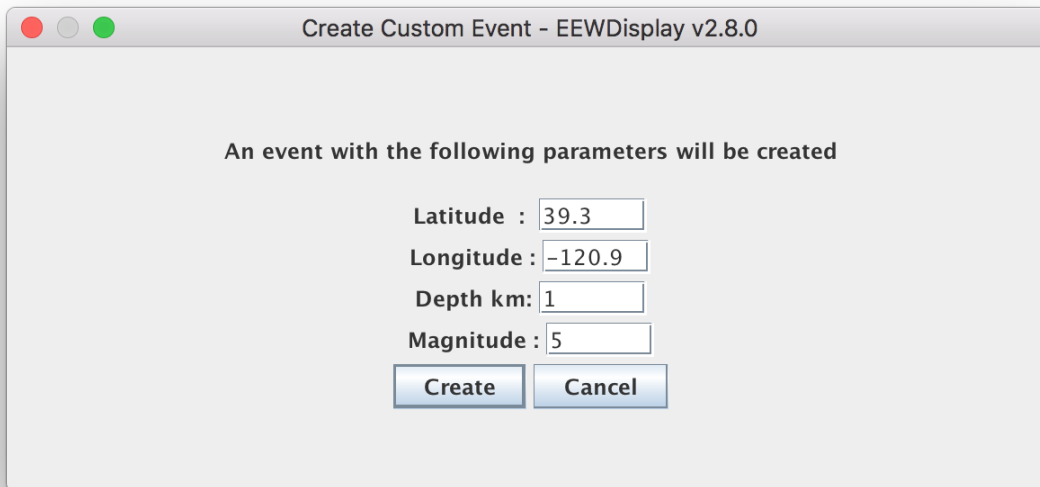 Create Custom Event - EEWDisplay v2.8.0
An event with the following parameters will be created
Latitude : 39.3
Longitude : -120.9
Depth km: 1
Magnitude : 5
Create Cancel